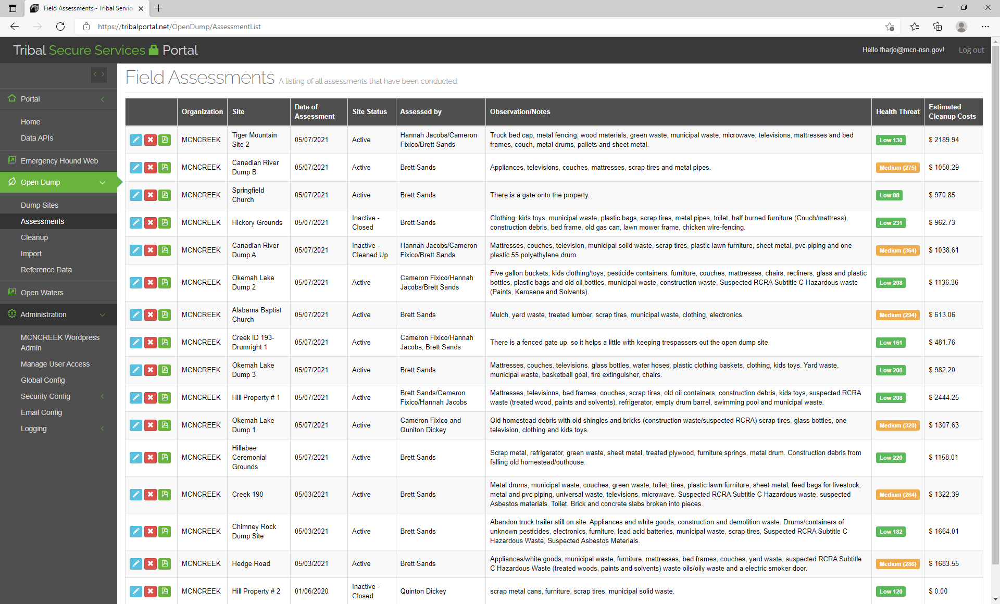 Field Assessments - Tribal Service
https://tribalportal.net/OpenDump/AssessmentList
Tribal Secure Services Portal
Hello fharjo@mcn-nsn.gov!
Log out
Portal
Home
Data APIs
Emergency Hound Web
Open Dump
Dump Sites
Assessments
Cleanup
Import
Reference Data
Open Waters
Administration
MCNCREEK Wordpress
Admin
Manage User Access
Global Config
Security Config
Email Config
Logging
Field Assessments A listing of all assessments that have been conducted.
Organization Site Date of Assessment Site Status Assessed by Observation/Notes Health Threat Estimated Cleanup Costs
MCNCREEK Tiger Mountain Site 2 05/07/2021 Active Hannah Jacobs/Cameron Fixico/Brett Sands Truck bed cap, metal fencing, wood materials, green waste, municipal waste, microwave, televisions, mattresses and bed frames, couch, metal drums, pallets and sheet metal. Low 130 $ 2189.94
MCNCREEK Canadian River Dump B 05/07/2021 Active Brett Sands Appliances, televisions, couches, mattresses, scrap tires and metal pipes. Medium (275) $ 1050.29
MCNCREEK Springfield Church 05/07/2021 Active Brett Sands There is a gate onto the property. Low 88 $ 970.85
MCNCREEK Hickory Grounds 05/07/2021 Inactive - Closed Brett Sands Clothing, kids toys, municipal waste, plastic bags, scrap tires, metal pipes, toilet, half burned furniture (Couch/mattress), construction debris, bed frame, old gas can, lawn mower frame, chicken wire-fencing. Low 231 $ 962.73
MCNCREEK Canadian River Dump A 05/07/2021 Inactive - Cleaned Up Hannah Jacobs/Cameron Fixico/Brett Sands Mattresses, couches, television, municipal solid waste, scrap tires, plastic lawn furniture, sheet metal, pvc piping and one plastic 55 polyethylene drum. Medium (364) $ 1038.61
MCNCREEK Okemah Lake Dump 2 05/07/2021 Active Cameron Fixico/Hannah Jacobs/Brett Sands Five gallon buckets, kids clothing/toys, pesticide containers, furniture, couches, mattresses, chairs, recliners, glass and plastic bottles, plastic bags and old oil bottles, municipal waste, construction waste, Suspected RCRA Subtitle C Hazardous waste (Paints, Kerosene and Solvents). Low 208 $ 1136.36
MCNCREEK Alabama Baptist Church 05/07/2021 Active Brett Sands Mulch, yard waste, treated lumber, scrap tires, municipal waste, clothing, electronics. Medium (294) $ 613.06
MCNCREEK Creek ID 193- Drumright 1 05/07/2021 Active Cameron Fixico/Hannah Jacobs, Brett Sands There is a fenced gate up, so it helps a little with keeping trespassers out the open dump site. Low 161 $ 481.76
MCNCREEK Okemah Lake Dump 3 05/07/2021 Active Brett Sands Mattresses, couches, televisions, glass bottles, water hoses, plastic clothing baskets, clothing, kids toys. Yard waste, municipal waste, basketball goal, fire extinguisher, chairs. Low 208 $ 982.20
MCNCREEK Hill Property # 1 05/07/2021 Active Brett Sands/Cameron Fixico/Hannah Jacobs Mattresses, televisions, bed frames, couches, scrap tires, old oil containers, construction debris, kids toys, suspected RCRA waste (treated wood, paints and solvents), refrigerator, empty drum barrel, swimming pool and municipal waste. Low 208 $ 2444.25
MCNCREEK Okemah Lake Dump 1 05/07/2021 Active Cameron Fixico and Quniton Dickey Old homestead debris with old shingles and bricks (construction waste/suspected RCRA) scrap tires, glass bottles, one television, clothing and kids toys. Medium (320) $ 1307.63
MCNCREEK Hillabee Ceremonial Grounds 05/07/2021 Active Brett Sands Scrap metal, refrigerator, green waste, sheet metal, treated plywood, furniture springs, metal drum. Construction debris from falling old homestead/outhouse. Low 220 $ 1158.01
MCNCREEK Creek 190 05/03/2021 Active Brett Sands Metal drums, municipal waste, couches, green waste, toilet, tires, plastic lawn furniture, sheet metal, feed bags for livestock, metal and pvc piping, universal waste, televisions, microwave. Suspected RCRA Subtitle C Hazardous waste, suspected Asbestos materials. Toilet. Brick and concrete slabs broken into pieces. Medium (264) $ 1322.39
MCNCREEK Chimney Rock Dump Site 05/03/2021 Active Brett Sands Abandon truck trailer still on site. Appliances and white goods, construction and demolition waste. Drums/containers of unknown pesticides, electronics, furniture, lead acid batteries, municipal waste, scrap tires, Suspected RCRA Subtitle C Hazardous Waste, Suspected Asbestos Materials. Low 182 $ 1664.01
MCNCREEK Hedge Road 05/03/2021 Active Brett Sands Appliances/white goods, municipal waste, furniture, mattresses, bed frames, couches, yard waste, suspected RCRA Subtitle C Hazardous Waste (treated woods, paints and solvents) waste oils/oily waste and a electric smoker door. Medium (286) $ 1683.55
MCNCREEK Hill Property # 2 01/06/2020 Inactive - Closed Quinton Dickey scrap metal cans, furniture, scrap tires, municipal solid waste. Low 120 $ 0.00